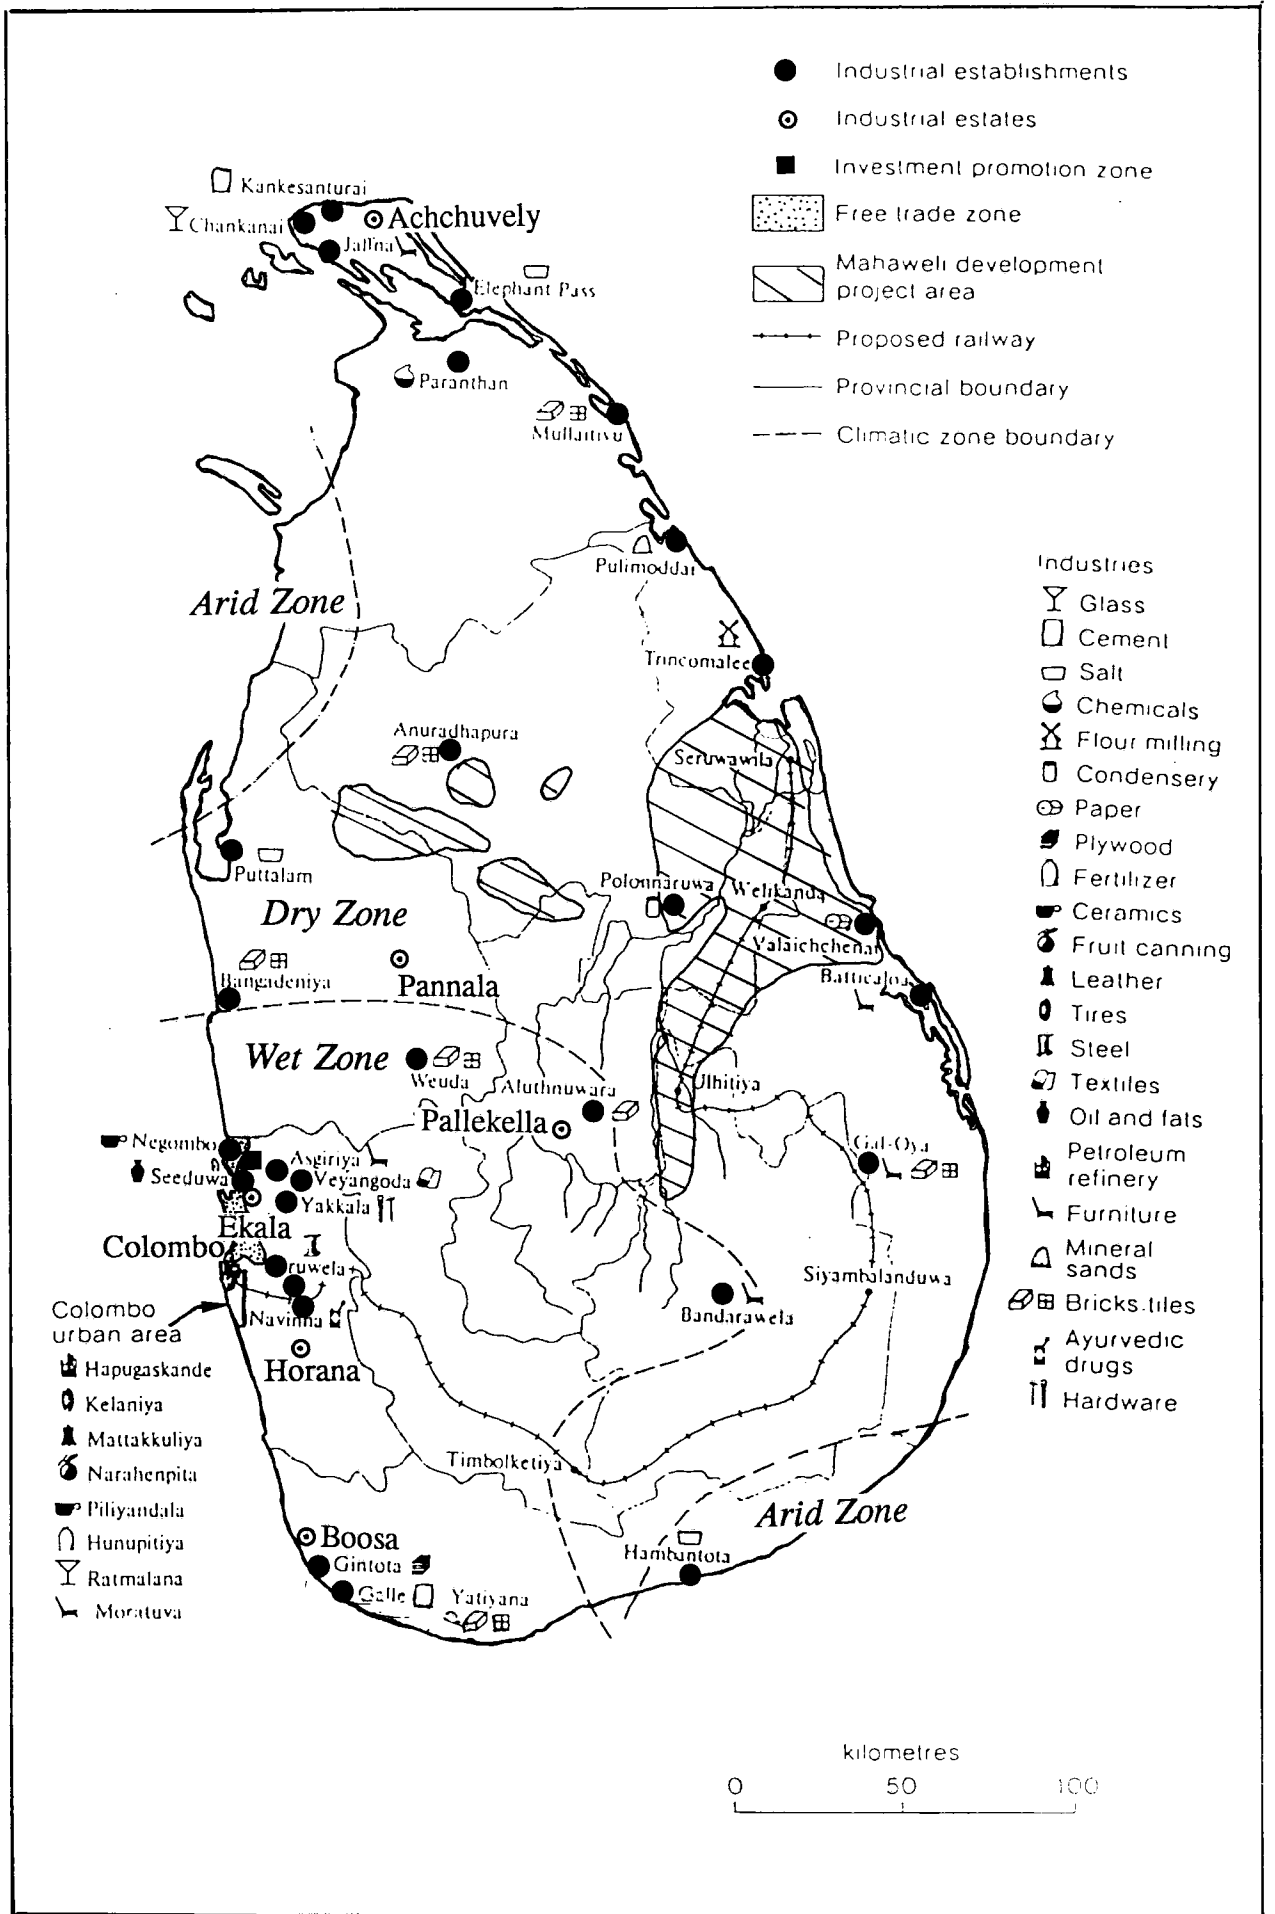 Industrial establishments
Industrial estates
Investment promotion zone
Free trade zone
Mahaweli development
project area
Proposed railway
Provincial boundary
Climatic zone boundary
Kankesanturai
Chankanai
Achchuvely
Jaffna
Elephant Pass
Paranthan
Mullaitivu
Pulimoddai
Arid Zone
Trincomalee
Anuradhapura
Seruwawila
Puttalam
Polonnaruwa
Welikanda
Dry Zone
Valaichchenai
Pannala
Batticaloa
Bangadeniya
Wet Zone
Weuda
Aluthnuwara
Ulhitiya
Pallekella
Negombo
Asgiriya
Gal-Oya
Seeduwa
Veyangoda
Yakkala
Ekala
Colombo
ruwela
Siyambalanduwa
Navinna
Bandarawela
Horana
Timbolketiya
Arid Zone
Boosa
Hambantota
Gintota
Galle
Yatiyana
Industries
Glass
Cement
Salt
Chemicals
Flour milling
Condensery
Paper
Plywood
Fertilizer
Ceramics
Fruit canning
Leather
Tires
Steel
Textiles
Oil and fats
Petroleum
refinery
Furniture
Mineral
sands
Bricks.tiles
Ayurvedic
drugs
Hardware
Colombo
urban area
Hapugaskande
Kelaniya
Mattakkuliya
Narahenpita
Piliyandala
Hunupitiya
Ratmalana
Moratuva
kilometres
0 50 100